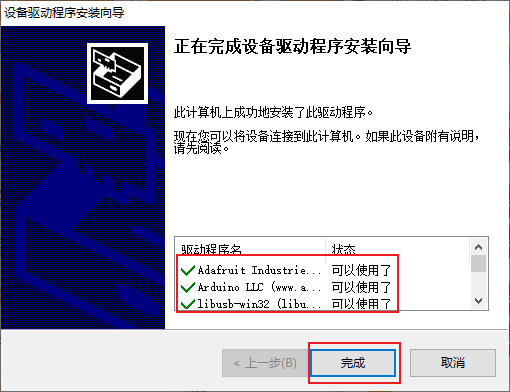 设备驱动程序安装向导
正在完成设备驱动程序安装向导
此计算机上成功地安装了此驱动程序。
现在您可以将设备连接到此计算机。如果此设备附有说明，
请先阅读。
驱动程序名 状态
Adafruit Industrie... 可以使用了
Arduino LLC (www.a... 可以使用了
libusb-win32 (libu... 可以使用了
< 上一步(B) 完成 取消